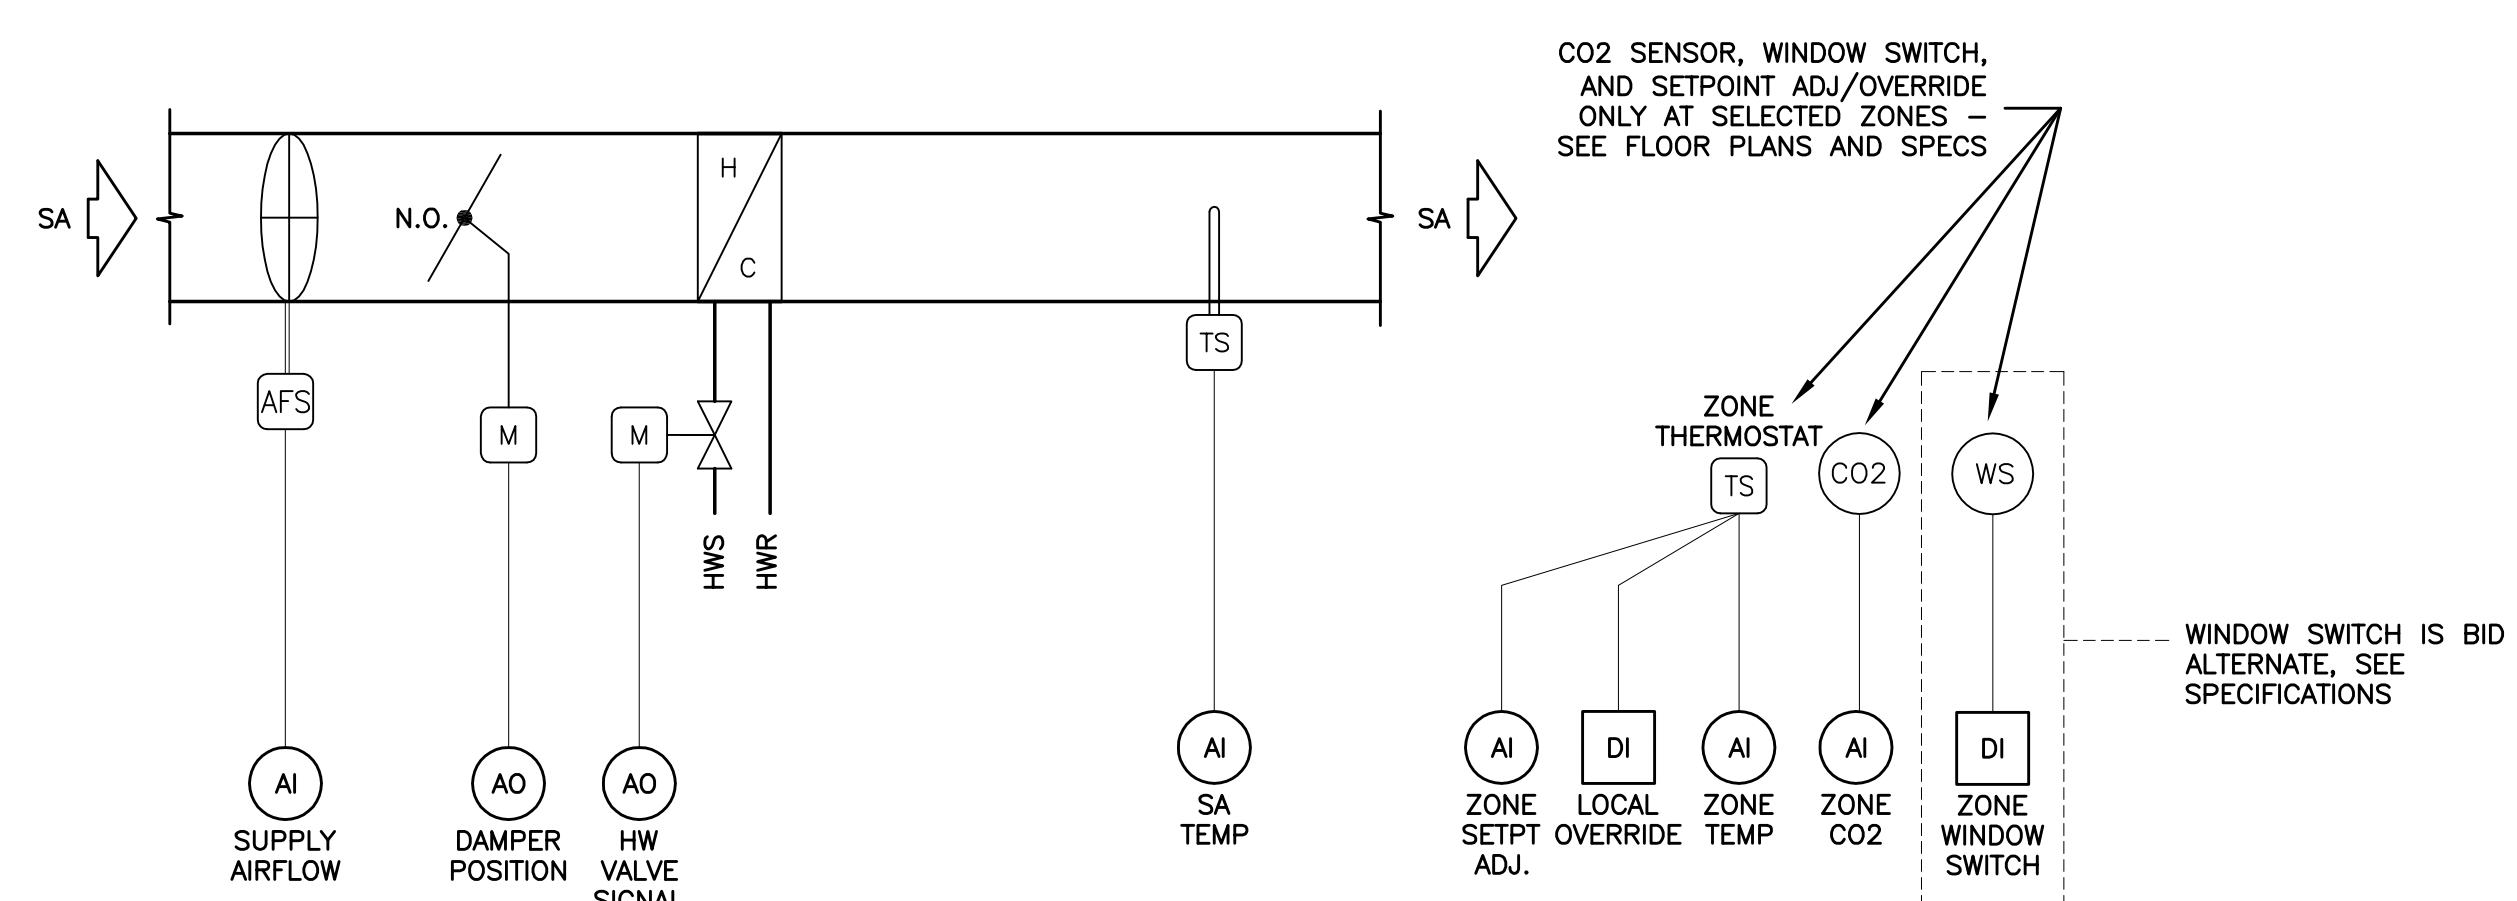 CO2 SENSOR, WINDOW SWITCH,
AND SETPOINT ADJ/OVERRIDE
ONLY AT SELECTED ZONES –
SEE FLOOR PLANS AND SPECS
SA
N.O.
H
C
SA
TS
AFS
M
M
HWS
HWR
ZONE
THERMOSTAT
TS
CO2
WS
WINDOW SWITCH IS BID
ALTERNATE, SEE
SPECIFICATIONS
AI
SUPPLY
AIRFLOW
AO
DAMPER
POSITION
AO
HW
VALVE
SIGNAL
AI
SA
TEMP
AI
ZONE
SETPT
ADJ.
DI
LOCAL
OVERRIDE
AI
ZONE
TEMP
AI
ZONE
CO2
DI
ZONE
WINDOW
SWITCH